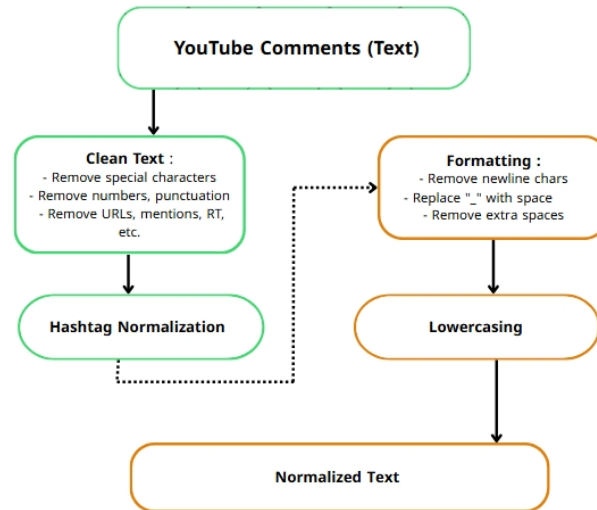 YouTube Comments (Text)
Clean Text :
- Remove special characters
- Remove numbers, punctuation
- Remove URLs, mentions, RT,
etc.
Hashtag Normalization
Formatting :
- Remove newline chars
- Replace "_" with space
- Remove extra spaces
Lowercasing
Normalized Text